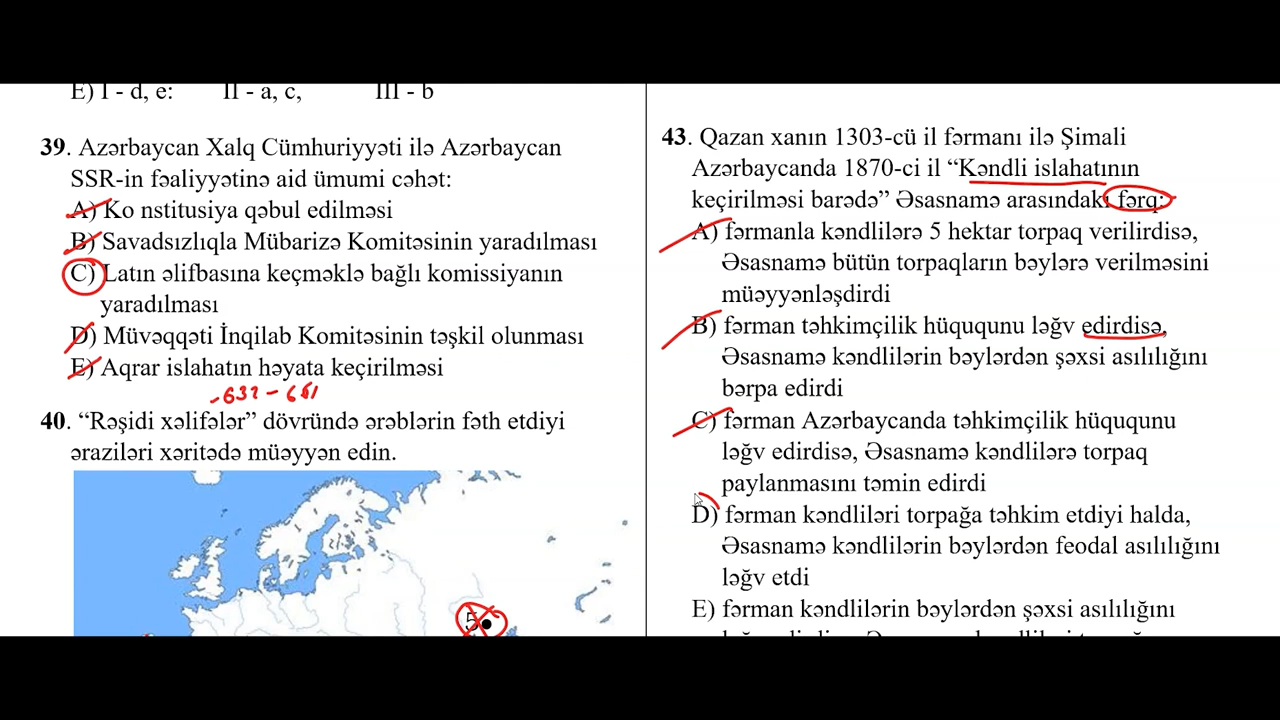 E) I - d, e: II - a, c, III - b
39. Azərbaycan Xalq Cümhuriyyəti ilə Azərbaycan
SSR-in fəaliyyətinə aid ümumi cəhət:
A) Ko nstitusiya qəbul edilməsi
B) Savadsızlıqla Mübarizə Komitəsinin yaradılması
C) Latın əlifbasına keçməklə bağlı komissiyanın
yaradılması
D) Müvəqqəti İnqilab Komitəsinin təşkil olunması
E) Aqrar islahatın həyata keçirilməsi
-632 - 661
40. “Rəşidi xəlifələr” dövründə ərəblərin fəth etdiyi
əraziləri xəritədə müəyyən edin.
5
43. Qazan xanın 1303-cü il fərmanı ilə Şimali
Azərbaycanda 1870-ci il “Kəndli islahatının
keçirilməsi barədə” Əsasnamə arasındakı fərq:
A) fərmanla kəndlilərə 5 hektar torpaq verilirdisə,
Əsasnamə bütün torpaqların bəylərə verilməsini
müəyyənləşdirdi
B) fərman təhkimçilik hüququnu ləğv edirdisə,
Əsasnamə kəndlilərin bəylərdən şəxsi asılılığını
bərpa edirdi
C) fərman Azərbaycanda təhkimçilik hüququnu
ləğv edirdisə, Əsasnamə kəndlilərə torpaq
paylanmasını təmin edirdi
D) fərman kəndliləri torpağa təhkim etdiyi halda,
Əsasnamə kəndlilərin bəylərdən feodal asılılığını
ləğv etdi
E) fərman kəndlilərin bəylərdən şəxsi asılılığını